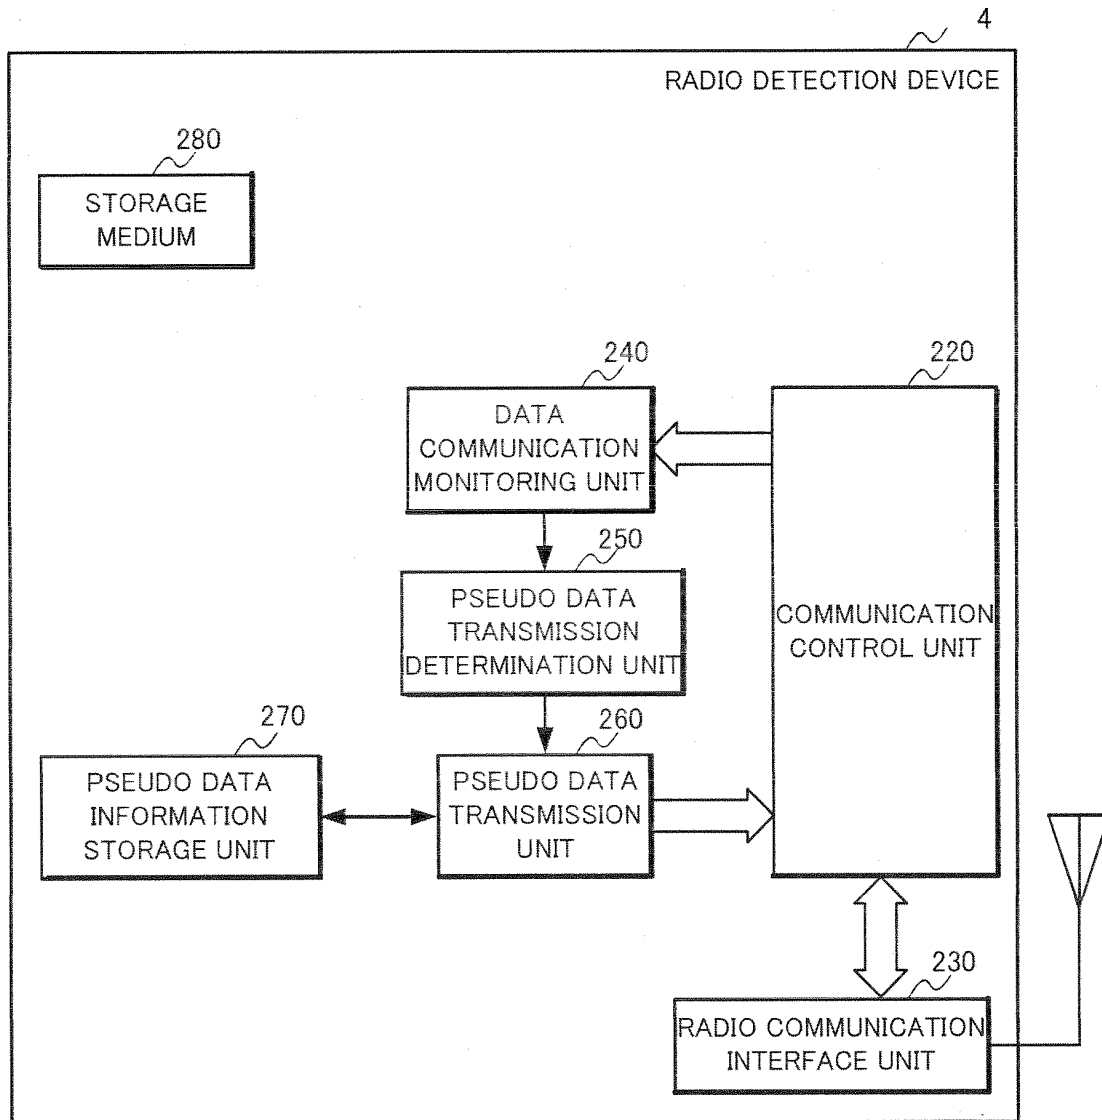 4
RADIO DETECTION DEVICE
280
STORAGE
MEDIUM
240
DATA
COMMUNICATION
MONITORING UNIT
220
COMMUNICATION
CONTROL UNIT
250
PSEUDO DATA
TRANSMISSION
DETERMINATION UNIT
270
PSEUDO DATA
INFORMATION
STORAGE UNIT
260
PSEUDO DATA
TRANSMISSION
UNIT
230
RADIO COMMUNICATION
INTERFACE UNIT